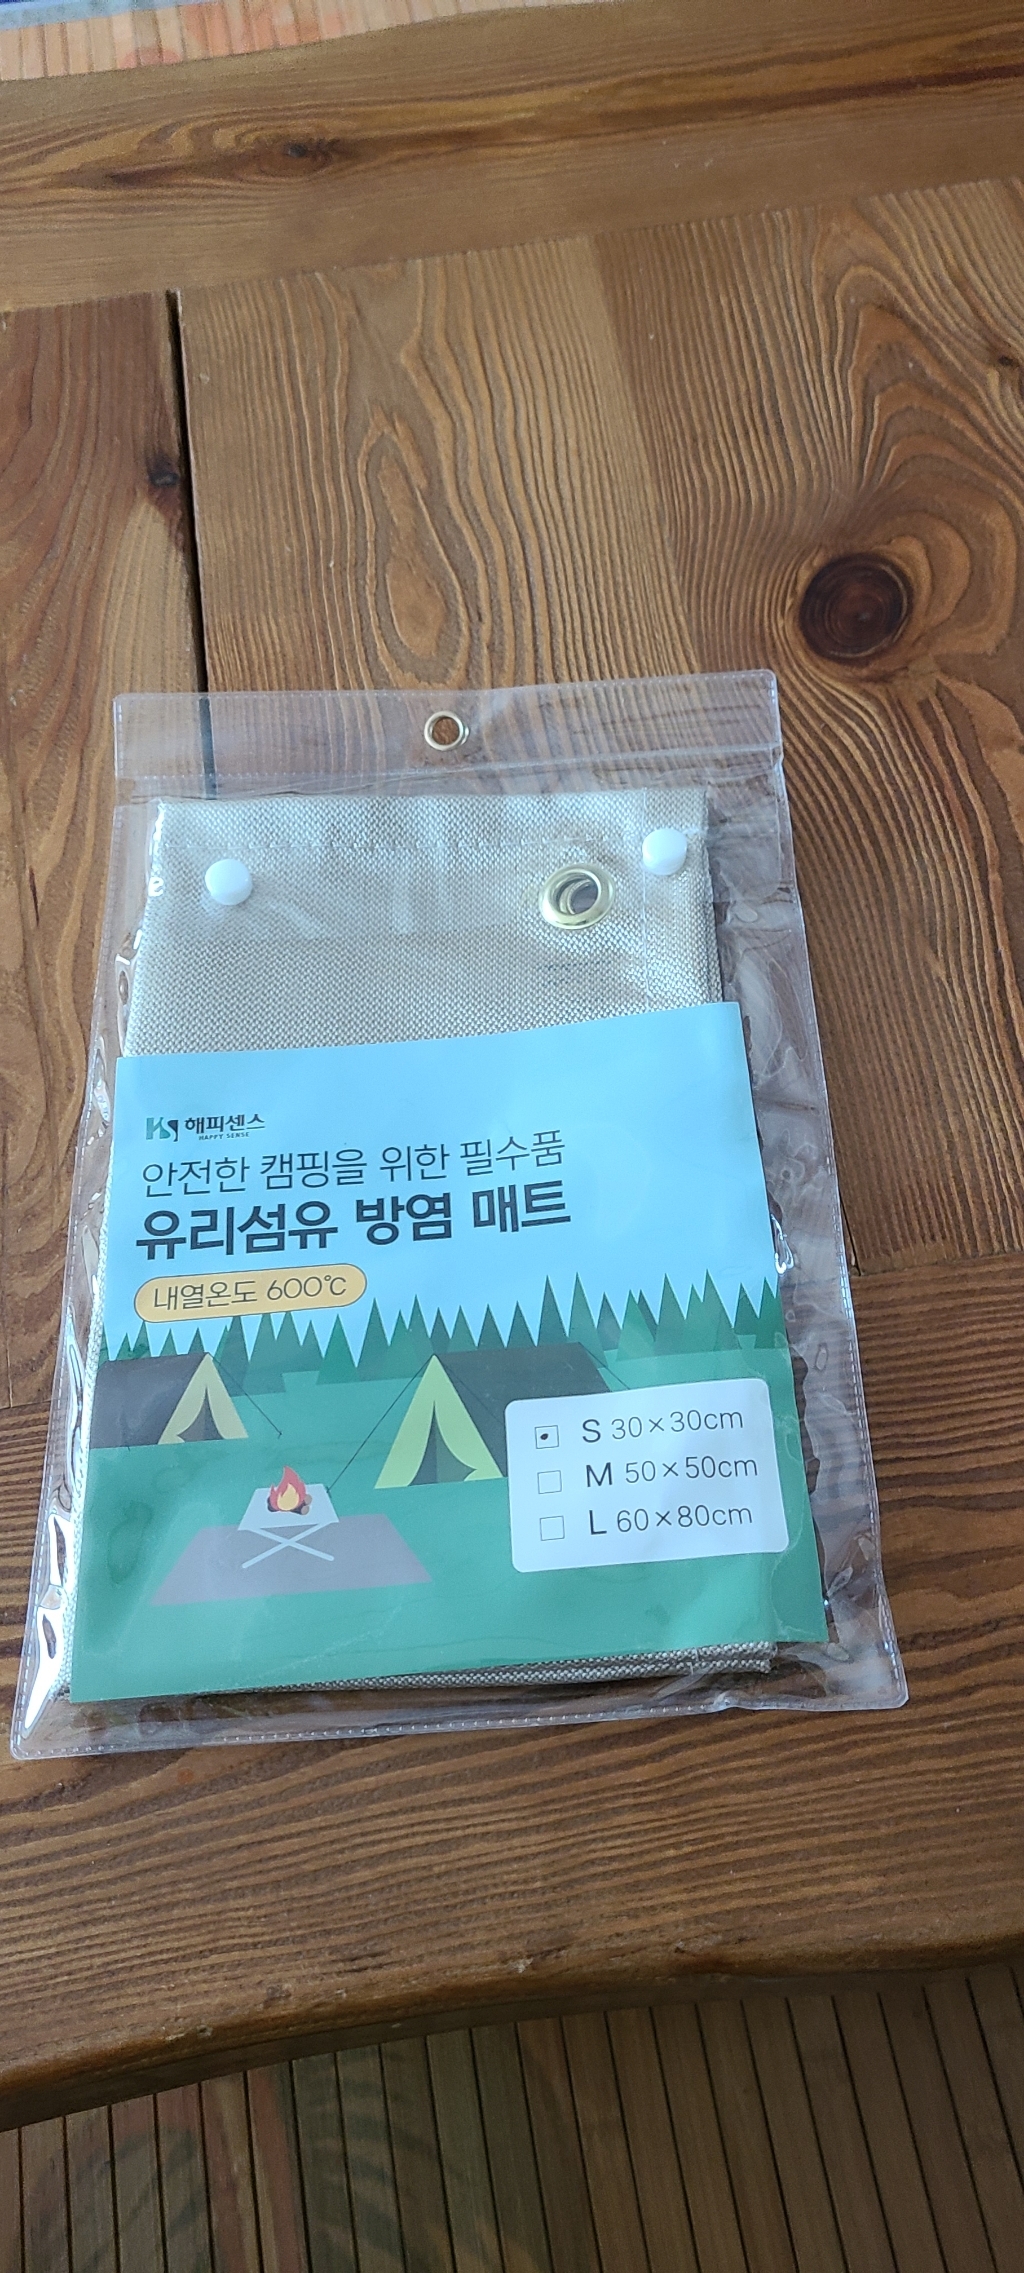 KS 해피센스
HAPPY SENSE
안전한 캠핑을 위한 필수품
유리섬유 방염 매트
내열온도 600℃
S 30×30cm
M 50×50cm
L 60×80cm